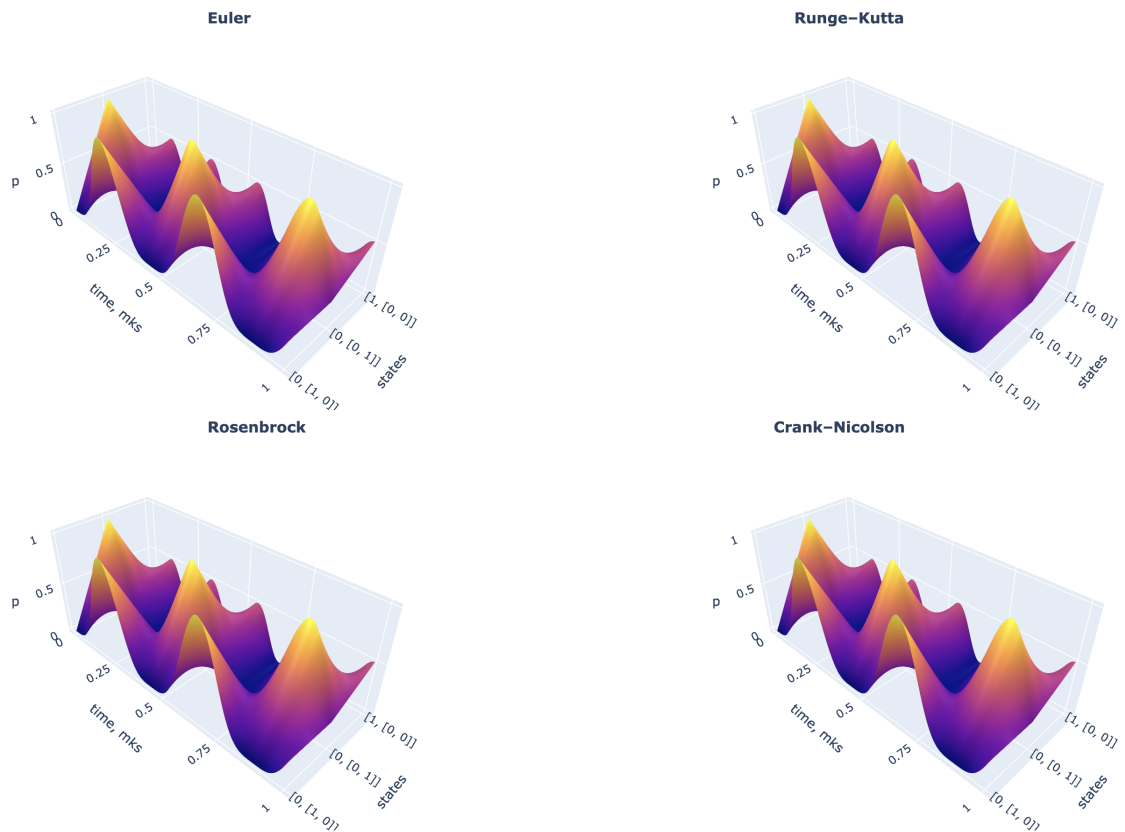 Euler
1
0.5
p
0
0
0.25
0.5
0.75
1
time, mks
[1, [0, 0]]
[0, [0, 1]]
[0, [1, 0]]
states
Runge–Kutta
1
0.5
p
0
0
0.25
0.5
0.75
1
time, mks
[1, [0, 0]]
[0, [0, 1]]
[0, [1, 0]]
states
Rosenbrock
1
0.5
p
0
0
0.25
0.5
0.75
1
time, mks
[1, [0, 0]]
[0, [0, 1]]
[0, [1, 0]]
states
Crank–Nicolson
1
0.5
p
0
0
0.25
0.5
0.75
1
time, mks
[1, [0, 0]]
[0, [0, 1]]
[0, [1, 0]]
states